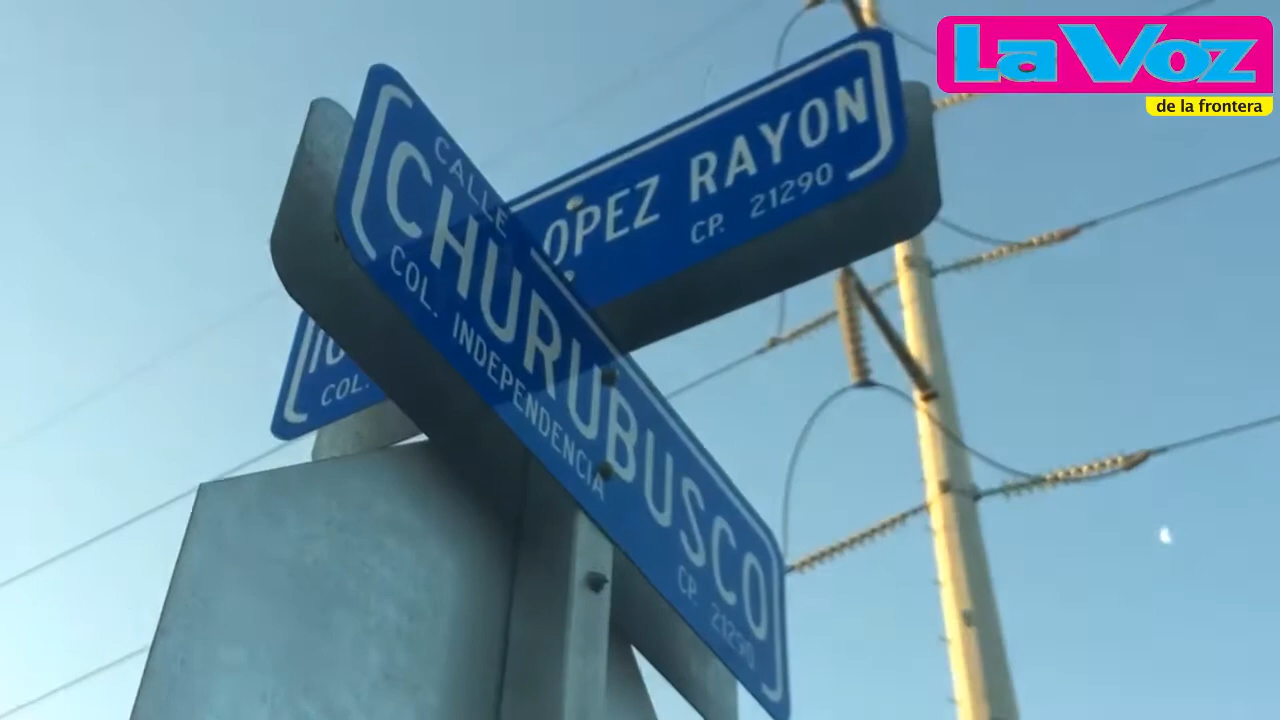 La Voz
de la frontera
OPEZ RAYON
CP. 21290
CALLE
CHURUBUSCO
COL. INDEPENDENCIA
CP. 21290
COL.